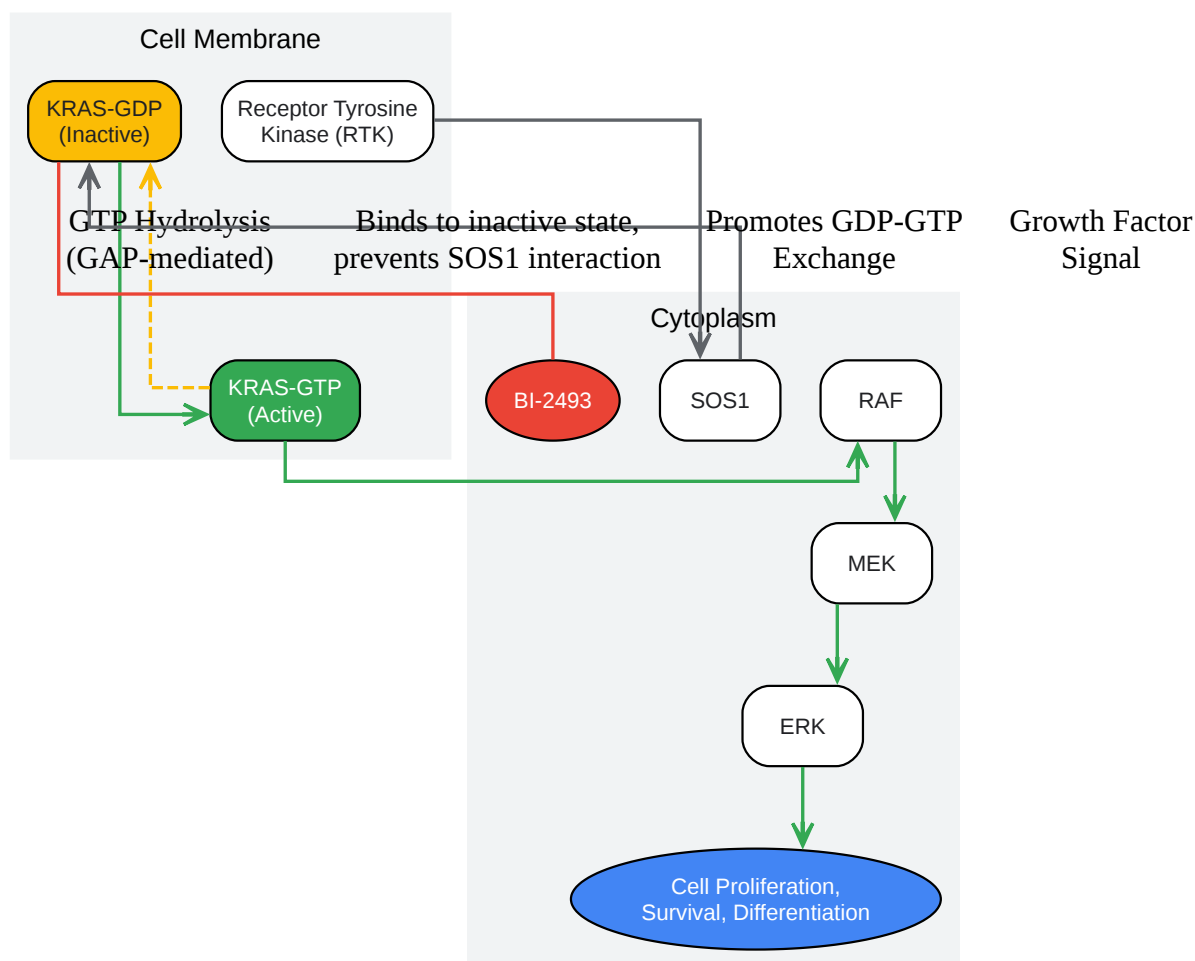 Cell Membrane
KRAS-GDP
(Inactive)
Receptor Tyrosine
Kinase (RTK)
GTP Hydrolysis
(GAP-mediated)
Binds to inactive state,
prevents SOS1 interaction
Promotes GDP-GTP
Exchange
Growth Factor
Signal
Cytoplasm
KRAS-GTP
(Active)
BI-2493
SOS1
RAF
MEK
ERK
Cell Proliferation,
Survival, Differentiation